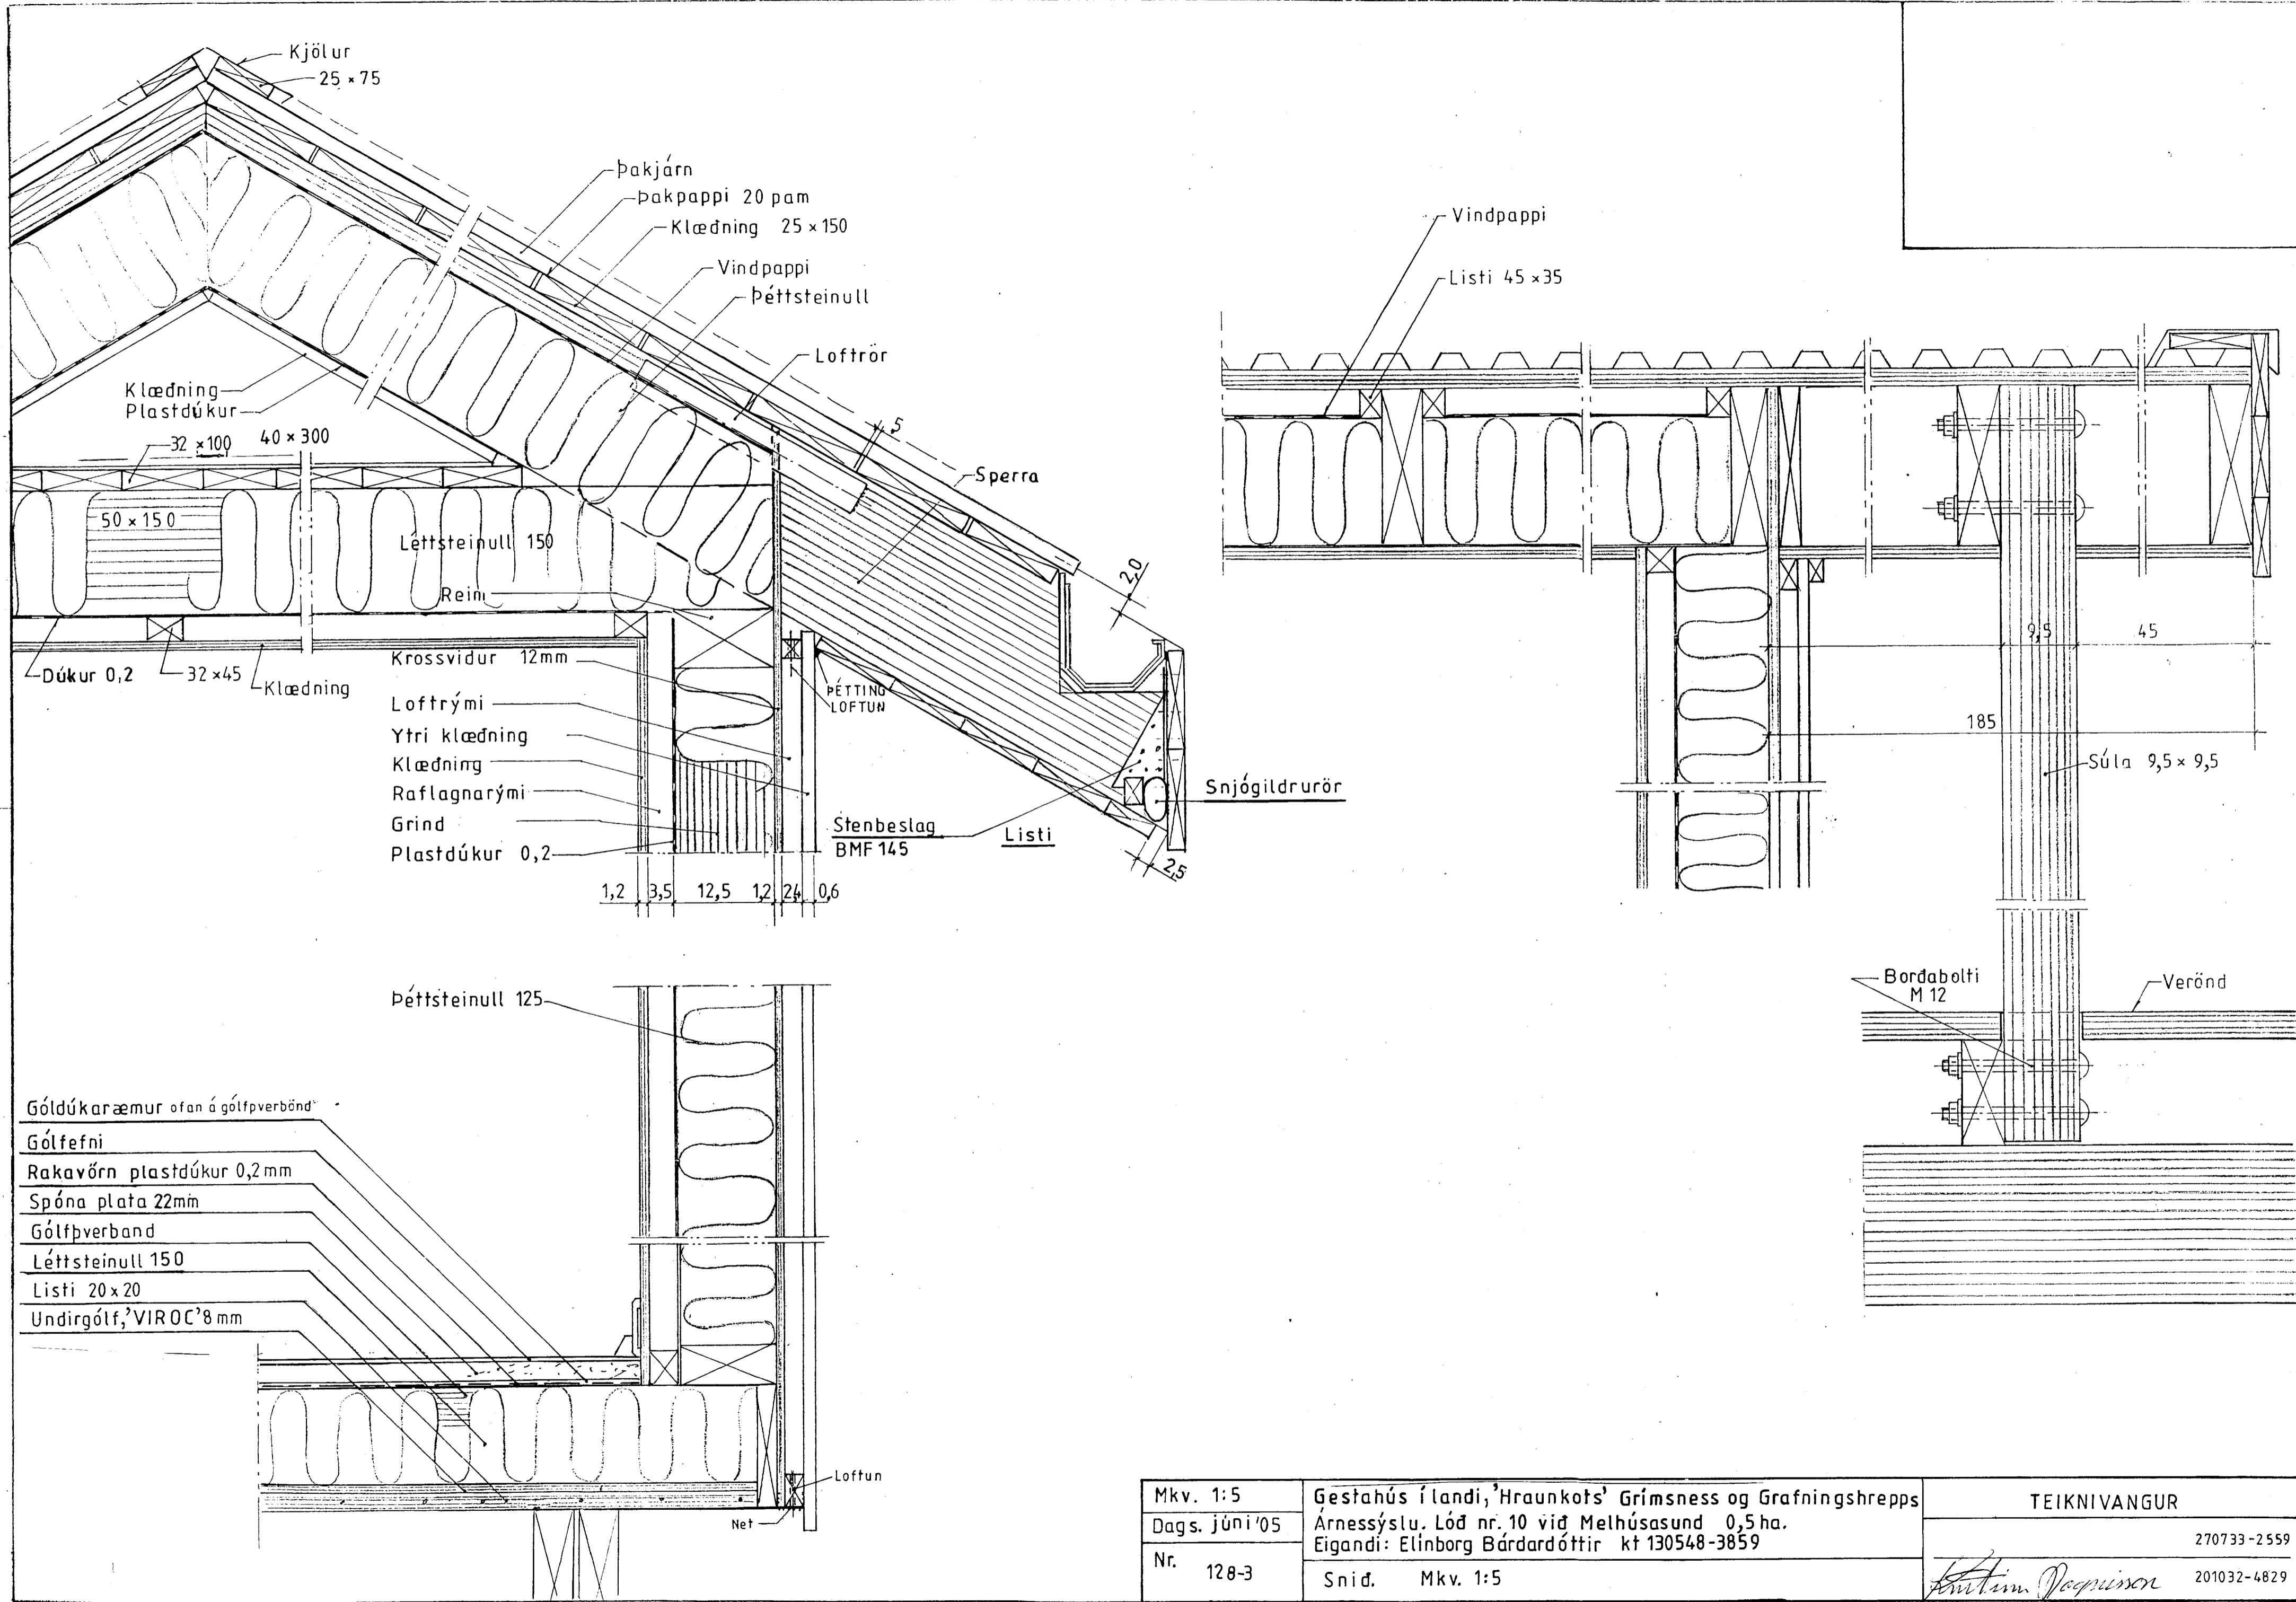 Kjölur
25 × 75
Þakjárn
Þakpappi 20 pam
Klæðning 25 × 150
Vindpappi
Þéttsteinull
Loftrör
5
Sperra
Klæðning
Plastdúkur
32 × 100
40 × 300
50 × 150
Léttsteinull 150
Reim
2,0
Dúkur 0,2
32 × 45
Klædning
Krossvidur 12mm
Loftrými
Ytri klæðning
Klæðning
Raflagnarými
Grind
Plastdúkur 0,2
ÞÉTTING
LOFTUN
Stenbeslag
BMF 145
Listi
Snjógildrurör
2,5
1,2 3,5 12,5 1,2 2,4 0,6
Þéttsteinull 125
Góldúkaræmur ofan á gólfþverbönd
Gólfefni
Rakavörn plastdúkur 0,2mm
Spóna plata 22mm
Gólfþverband
Léttsteinull 150
Listi 20 x 20
Undirgólf,'VIROC' 8 mm
Loftun
Net
Vindpappi
Listi 45 × 35
9,5
45
185
Súla 9,5 × 9,5
Borðabolti
M 12
Verönd
Mkv. 1:5
Dags. júni '05
Nr. 128-3
Gestahús í landi,'Hraunkots' Grímsness og Grafningshrepps
Árnessýslu. Lóð nr. 10 við Melhúsasund 0,5 ha.
Eigandi: Elínborg Bárdardóttir kt 130548-3859
Snið. Mkv. 1:5
TEIKNIVANGUR
270733-2559
201032-4829